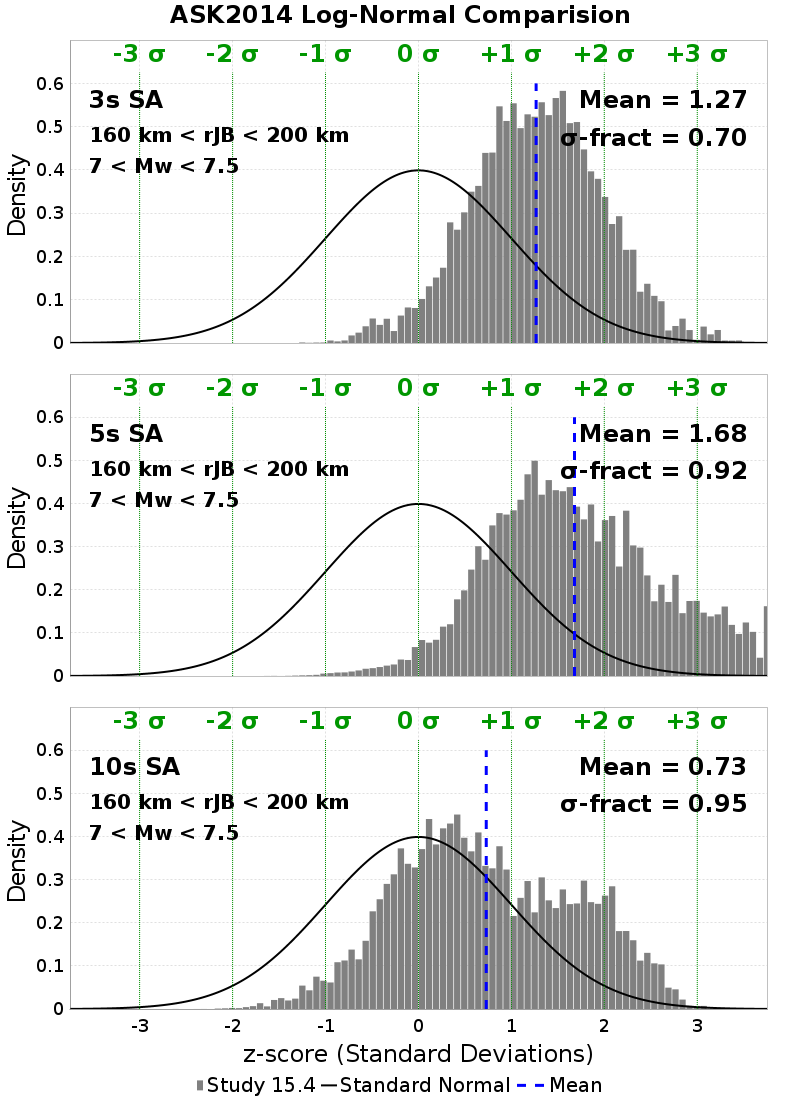 ASK2014 Log-Normal Comparision
-3 σ -2 σ -1 σ 0 σ +1 σ +2 σ +3 σ
3s SA Mean = 1.27
160 km < rJB < 200 km σ-fract = 0.70
7 < Mw < 7.5
Density
0.6
0.5
0.4
0.3
0.2
0.1
0
-3 σ -2 σ -1 σ 0 σ +1 σ +2 σ +3 σ
5s SA Mean = 1.68
160 km < rJB < 200 km σ-fract = 0.92
7 < Mw < 7.5
Density
0.6
0.5
0.4
0.3
0.2
0.1
0
-3 σ -2 σ -1 σ 0 σ +1 σ +2 σ +3 σ
10s SA Mean = 0.73
160 km < rJB < 200 km σ-fract = 0.95
7 < Mw < 7.5
Density
0.6
0.5
0.4
0.3
0.2
0.1
0
-3 -2 -1 0 1 2 3
z-score (Standard Deviations)
Study 15.4 Standard Normal Mean